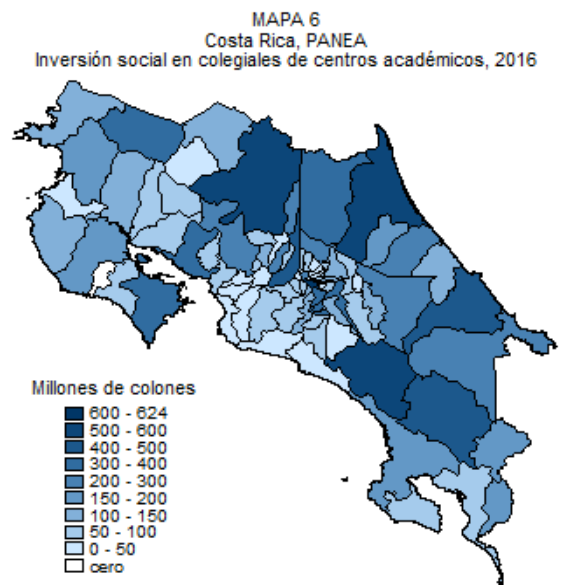 MAPA 6
Costa Rica, PANEA
Inversión social en colegiales de centros académicos, 2016
Millones de colones
600 - 624
500 - 600
400 - 500
300 - 400
200 - 300
150 - 200
100 - 150
50 - 100
0 - 50
cero